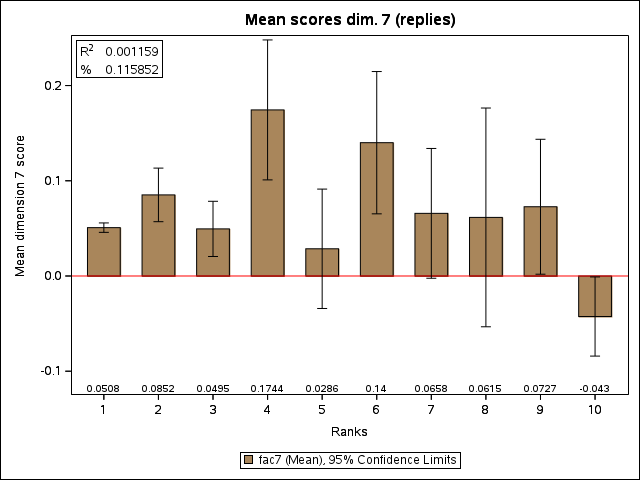 Mean scores dim. 7 (replies)
R² 0.001159
% 0.115852
Mean dimension 7 score
0.2
0.1
0.0
-0.1
0.0508 0.0852 0.0495 0.1744 0.0286 0.14 0.0658 0.0615 0.0727 -0.043
1 2 3 4 5 6 7 8 9 10
Ranks
fac7 (Mean), 95% Confidence Limits